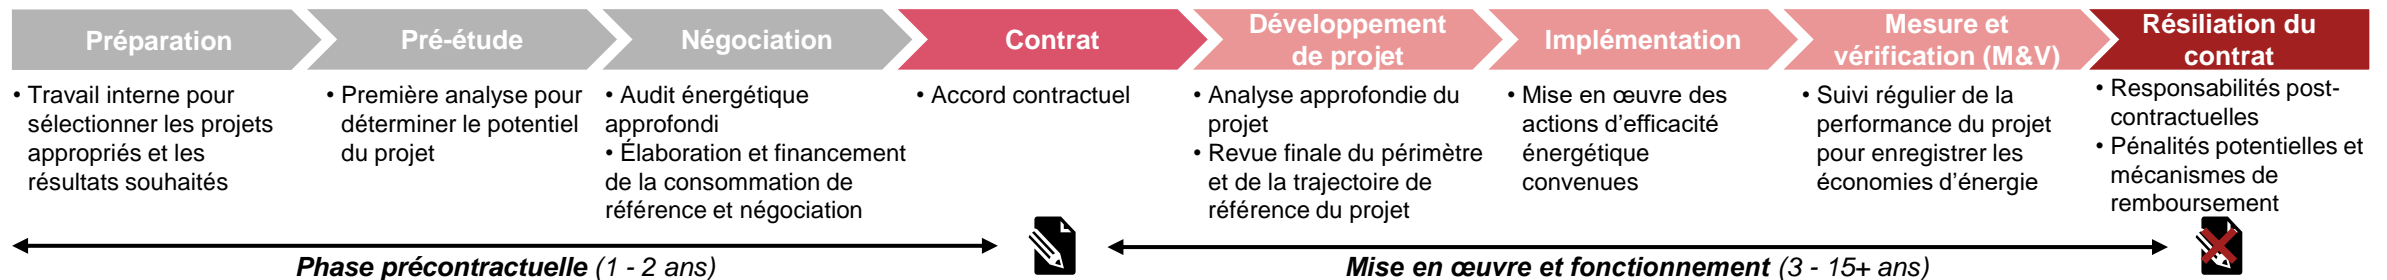 Préparation
Pré-étude
Négociation
Contrat
Développement
de projet
Implémentation
Mesure et
vérification (M&V)
Résiliation du
contrat
• Travail interne pour
sélectionner les projets
appropriés et les
résultats souhaités
• Première analyse pour
déterminer le potentiel
du projet
• Audit énergétique
approfondi
• Élaboration et financement
de la consommation de
référence et négociation
• Accord contractuel
• Analyse approfondie du
projet
• Revue finale du périmètre
et de la trajectoire de
référence du projet
• Mise en œuvre des
actions d’efficacité
énergétique
convenues
• Suivi régulier de la
performance du projet
pour enregistrer les
économies d’énergie
• Responsabilités post-
contractuelles
• Pénalités potentielles et
mécanismes de
remboursement
Phase précontractuelle (1 - 2 ans)
Mise en œuvre et fonctionnement (3 - 15+ ans)